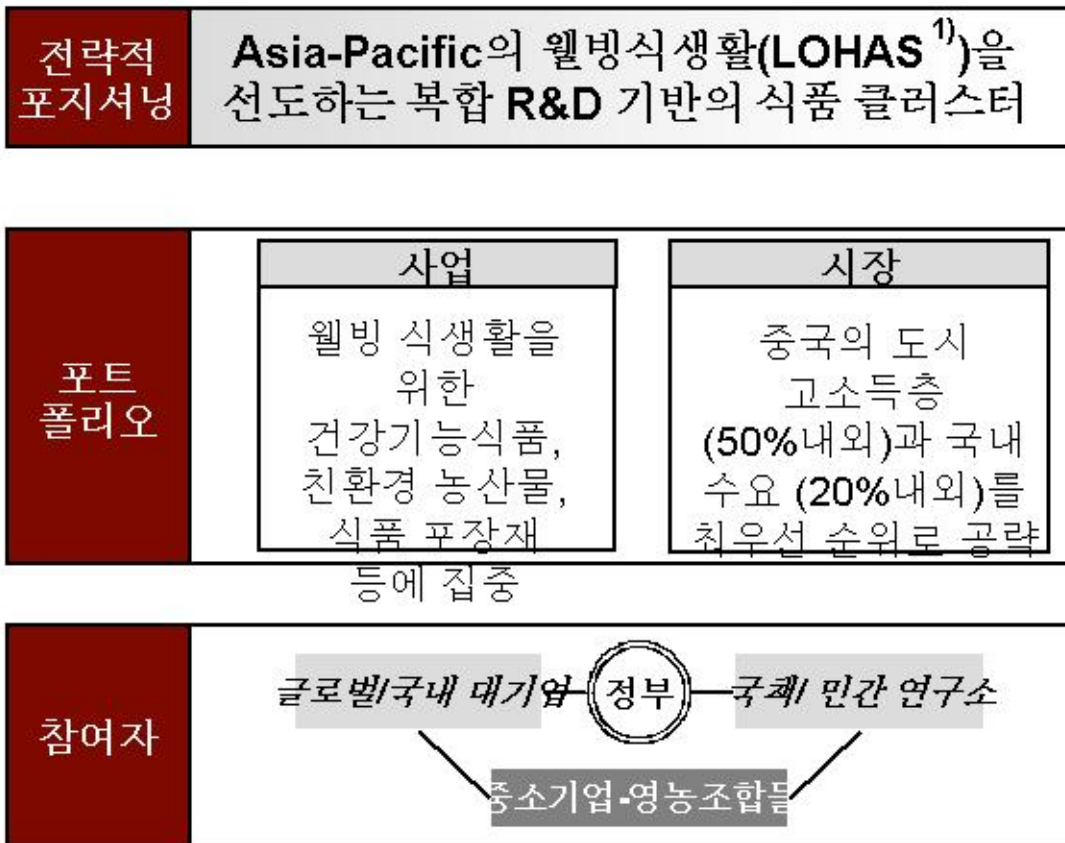 전략적
포지셔닝
Asia-Pacific의 웰빙식생활(LOHAS 1))을
선도하는 복합 R&D 기반의 식품 클러스터
포트
폴리오
사업
웰빙 식생활을
위한
건강기능식품,
친환경 농산물,
식품 포장재
등에 집중
시장
중국의 도시
고소득층
(50%내외)과 국내
수요 (20%내외)를
최우선 순위로 공략
참여자
글로벌/국내 대기업
정부
국책/ 민간 연구소
중소기업-영농조합들